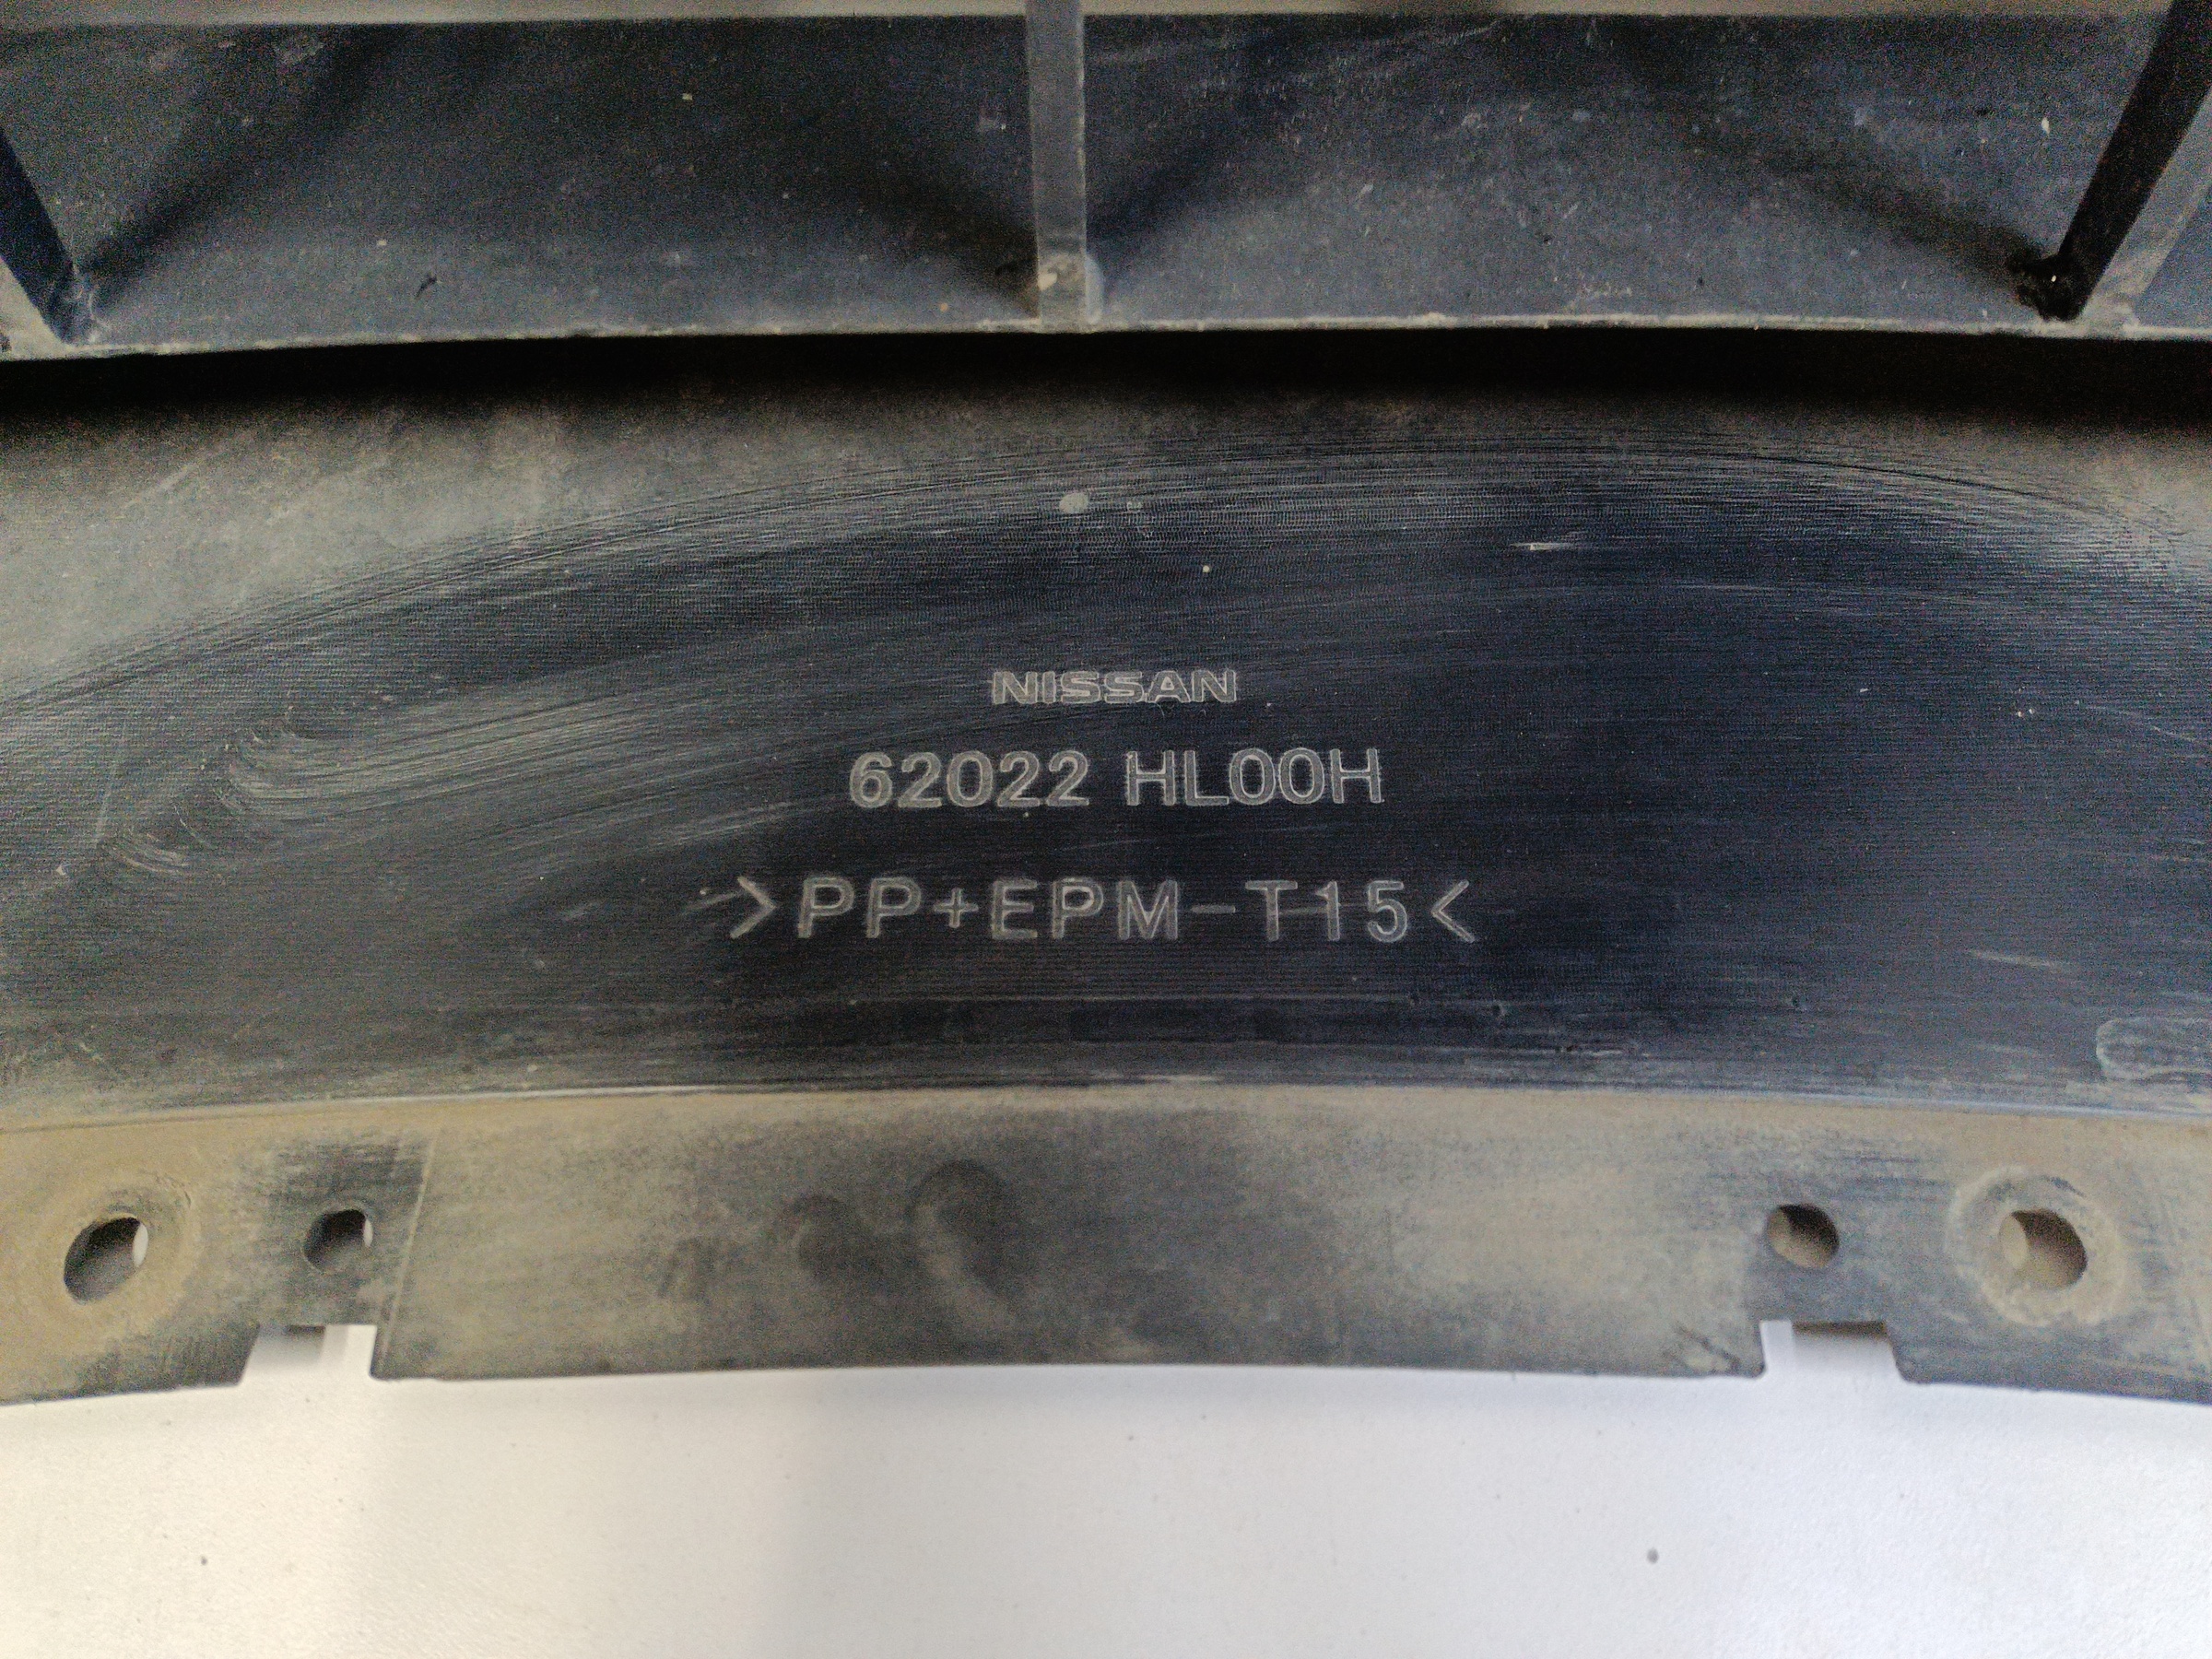 NISSAN
62022 HL00H
>PP+EPM-T15<